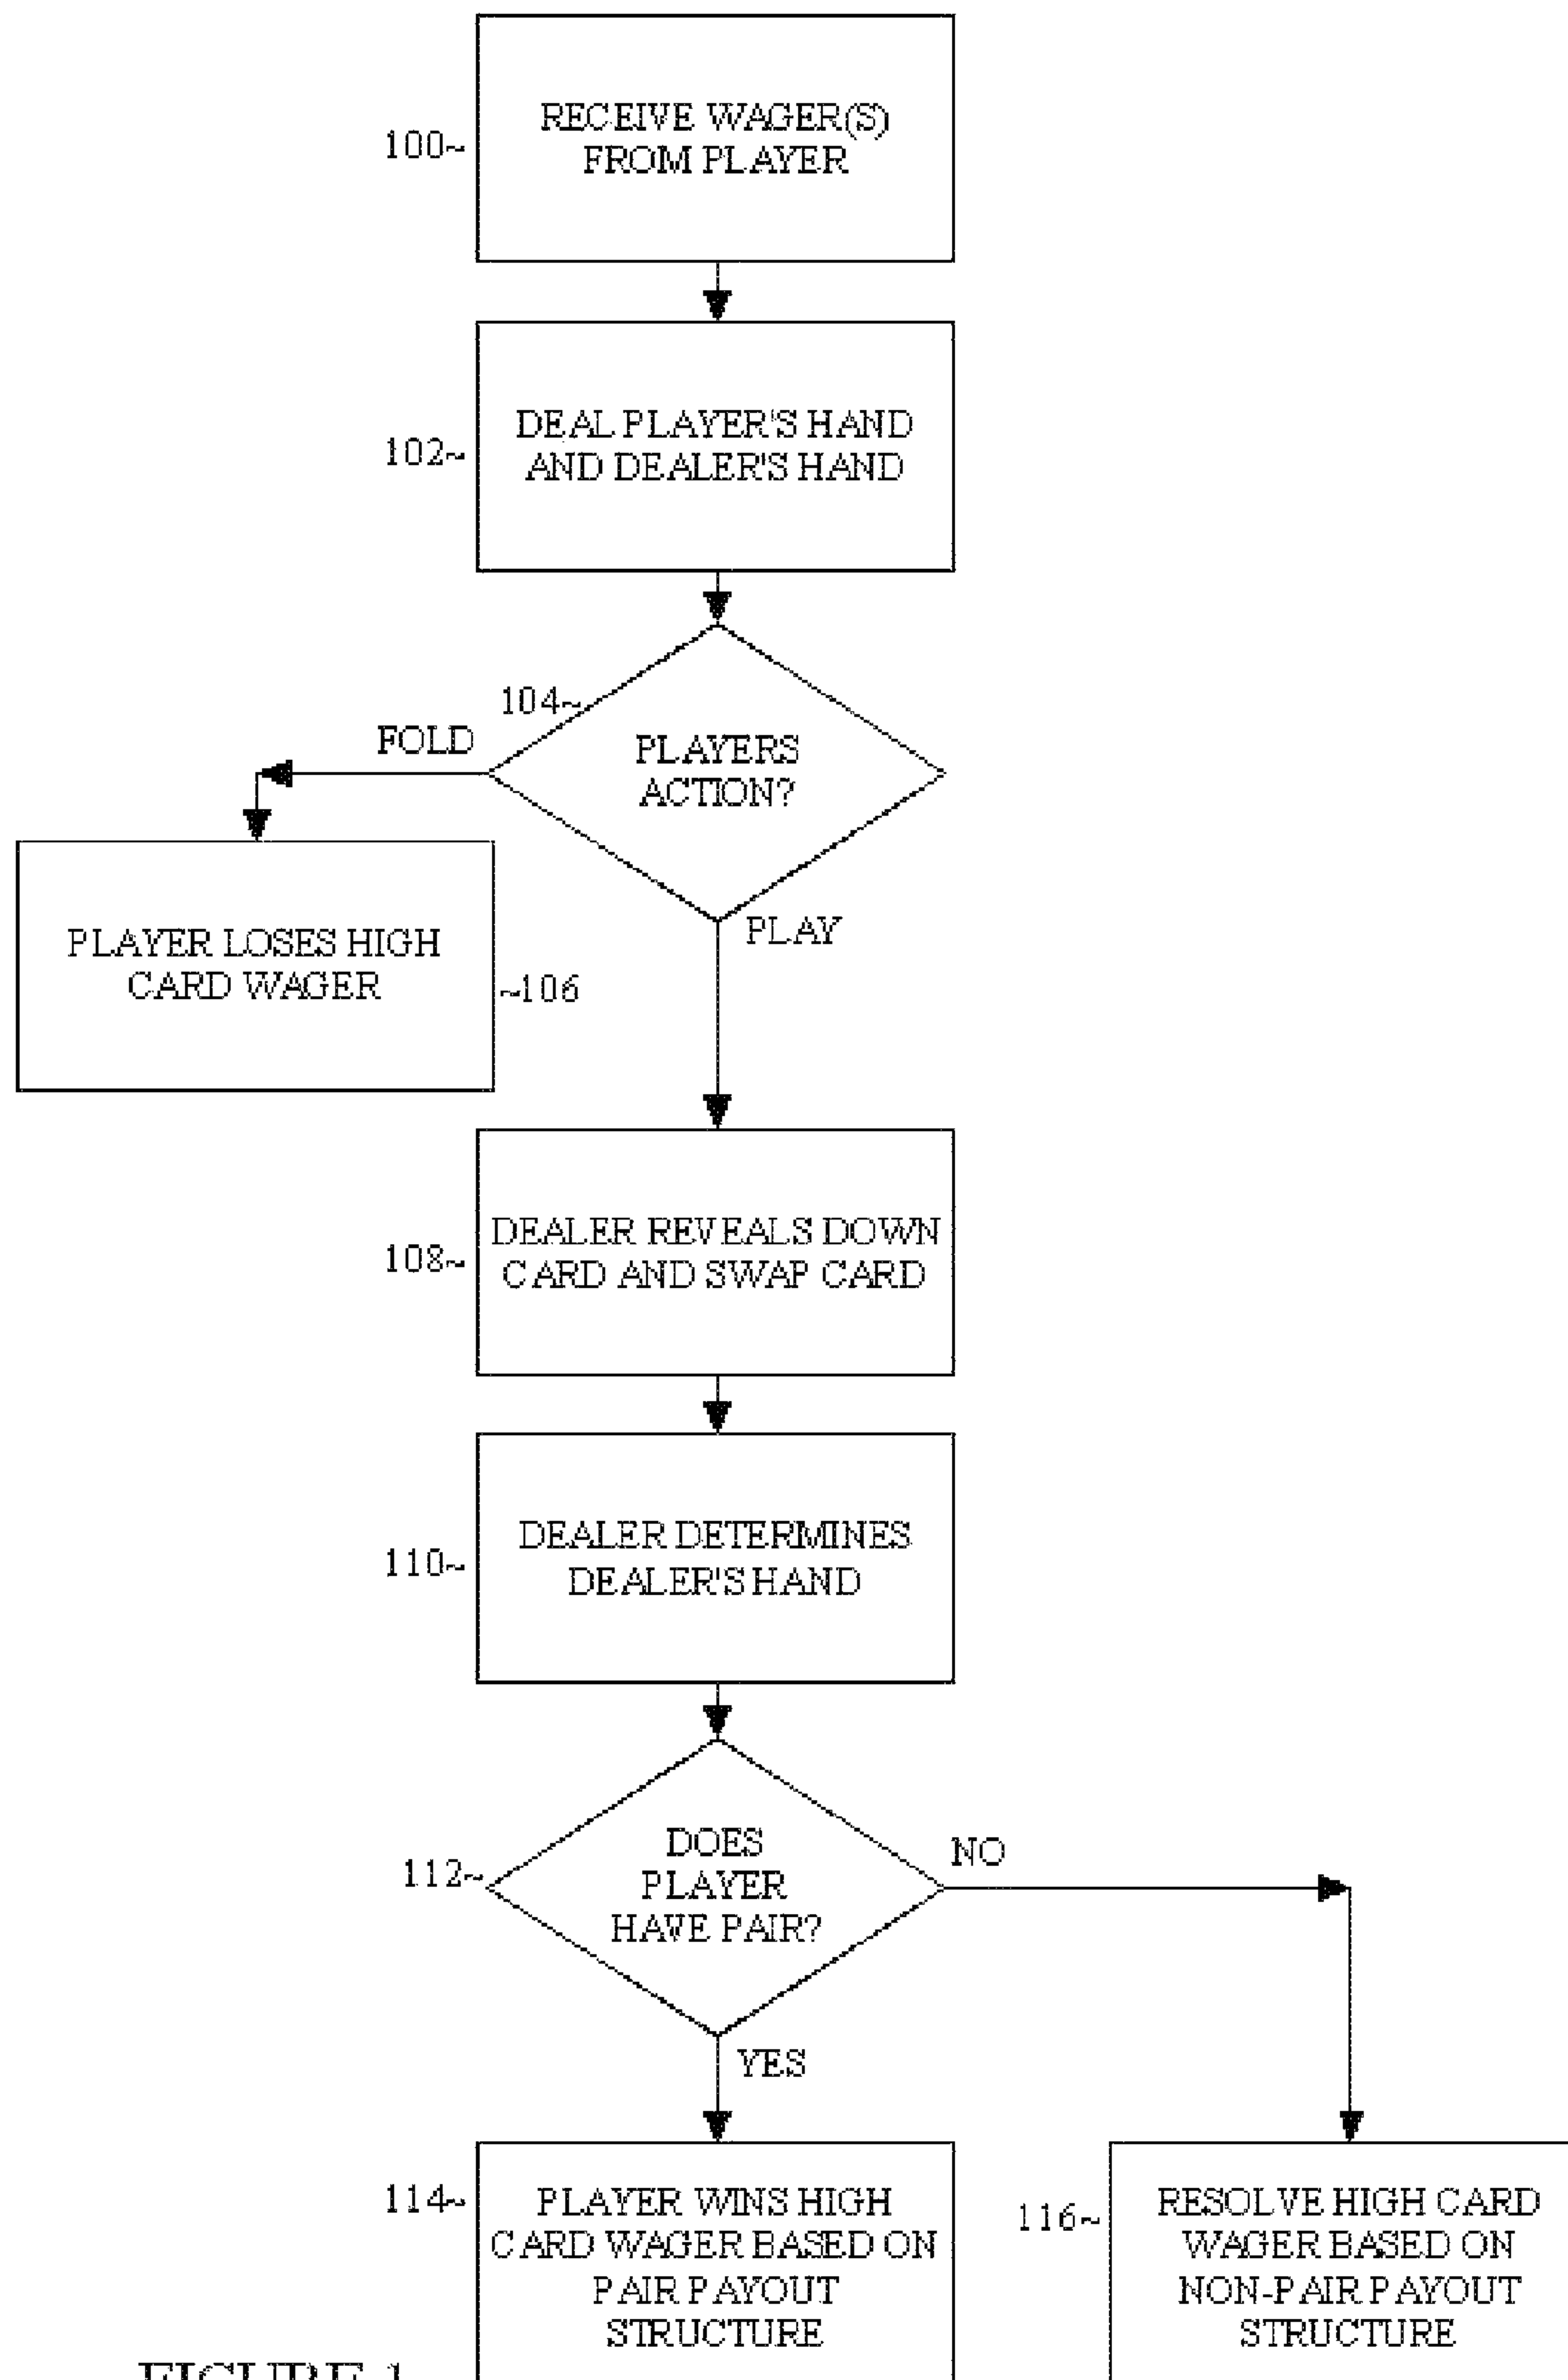 RECEIVE WAGER(S)
FROM PLAYER
100~
DEAL PLAYER'S HAND
AND DEALER'S HAND
102~
104~
FOLD
PLAYERS
ACTION?
PLAY
PLAYER LOSES HIGH
CARD WAGER
~106
DEALER REVEALS DOWN
CARD AND SWAP CARD
108~
DEALER DETERMINES
DEALER'S HAND
110~
DOES
PLAYER
HAVE PAIR?
112~
NO
YES
114~
PLAYER WINS HIGH
CARD WAGER BASED ON
PAIR PAYOUT
STRUCTURE
116~
RESOLVE HIGH CARD
WAGER BASED ON
NON-PAIR PAYOUT
STRUCTURE
FIGURE 1